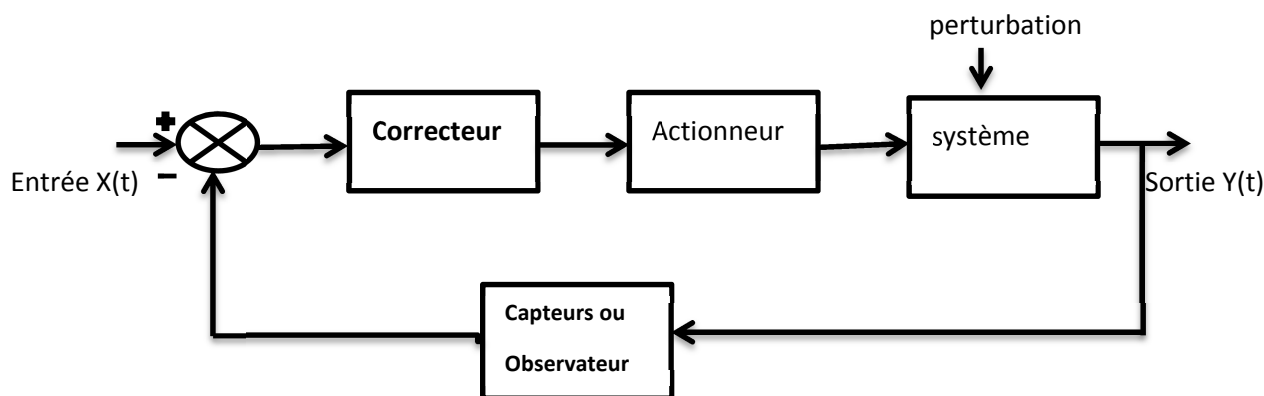 perturbation
+
Correcteur
Actionneur
système
Entrée X(t)
−
Sortie Y(t)
Capteurs ou
Observateur